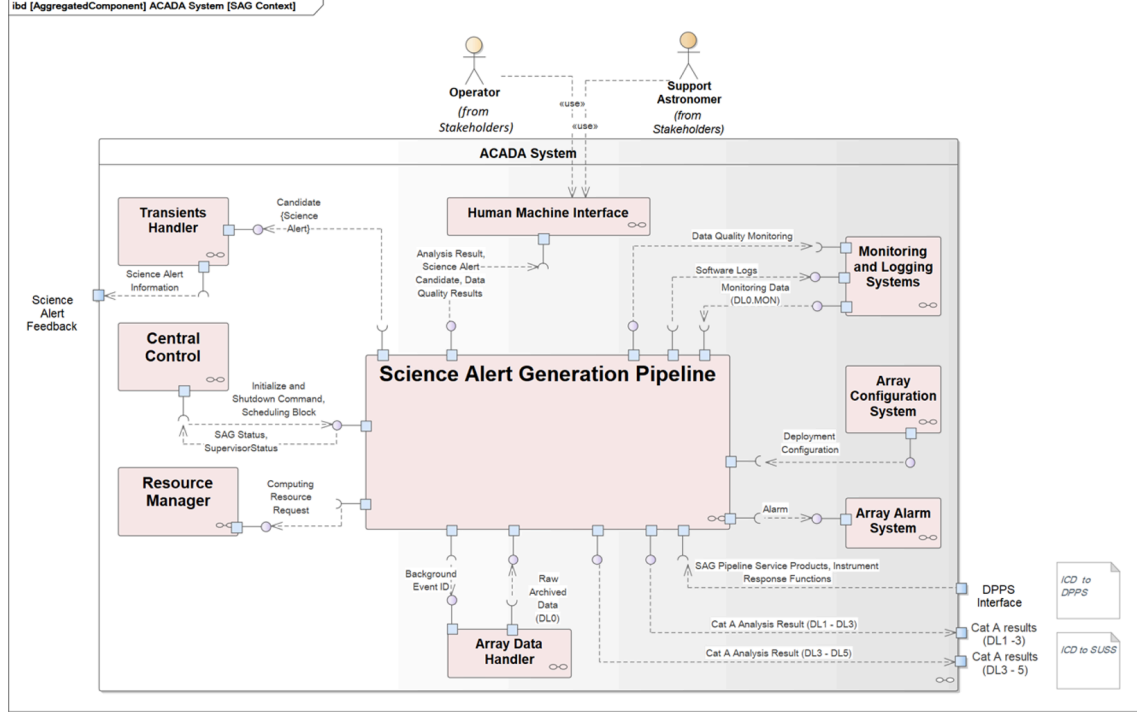 ibd [AggregatedComponent] ACADA System [SAG Context]
Operator
(from
Stakeholders)
Support
Astronomer
(from
Stakeholders)
«use»
«use»
ACADA System
Transients
Handler
Candidate
{Science
Alert}
Human Machine Interface
Data Quality Monitoring
Monitoring
and Logging
Systems
Analysis Result,
Science Alert
Candidate, Data
Quality Results
Software Logs
Monitoring Data
(DL0.MON)
Science Alert
Information
Science
Alert
Feedback
Central
Control
Science Alert Generation Pipeline
Array
Configuration
System
Initialize and
Shutdown Command,
Scheduling Block
SAG Status,
SupervisorStatus
Deployment
Configuration
Resource
Manager
Computing
Resource
Request
Alarm
Array Alarm
System
Background
Event ID
Raw
Archived
Data
(DL0)
SAG Pipeline Service Products, Instrument
Response Functions
DPPS
Interface
ICD to
DPPS
Array Data
Handler
Cat A Analysis Result (DL1 - DL3)
Cat A results
(DL1 -3)
Cat A Analysis Result (DL3 - DL5)
Cat A results
(DL3 - 5)
ICD to SUSS